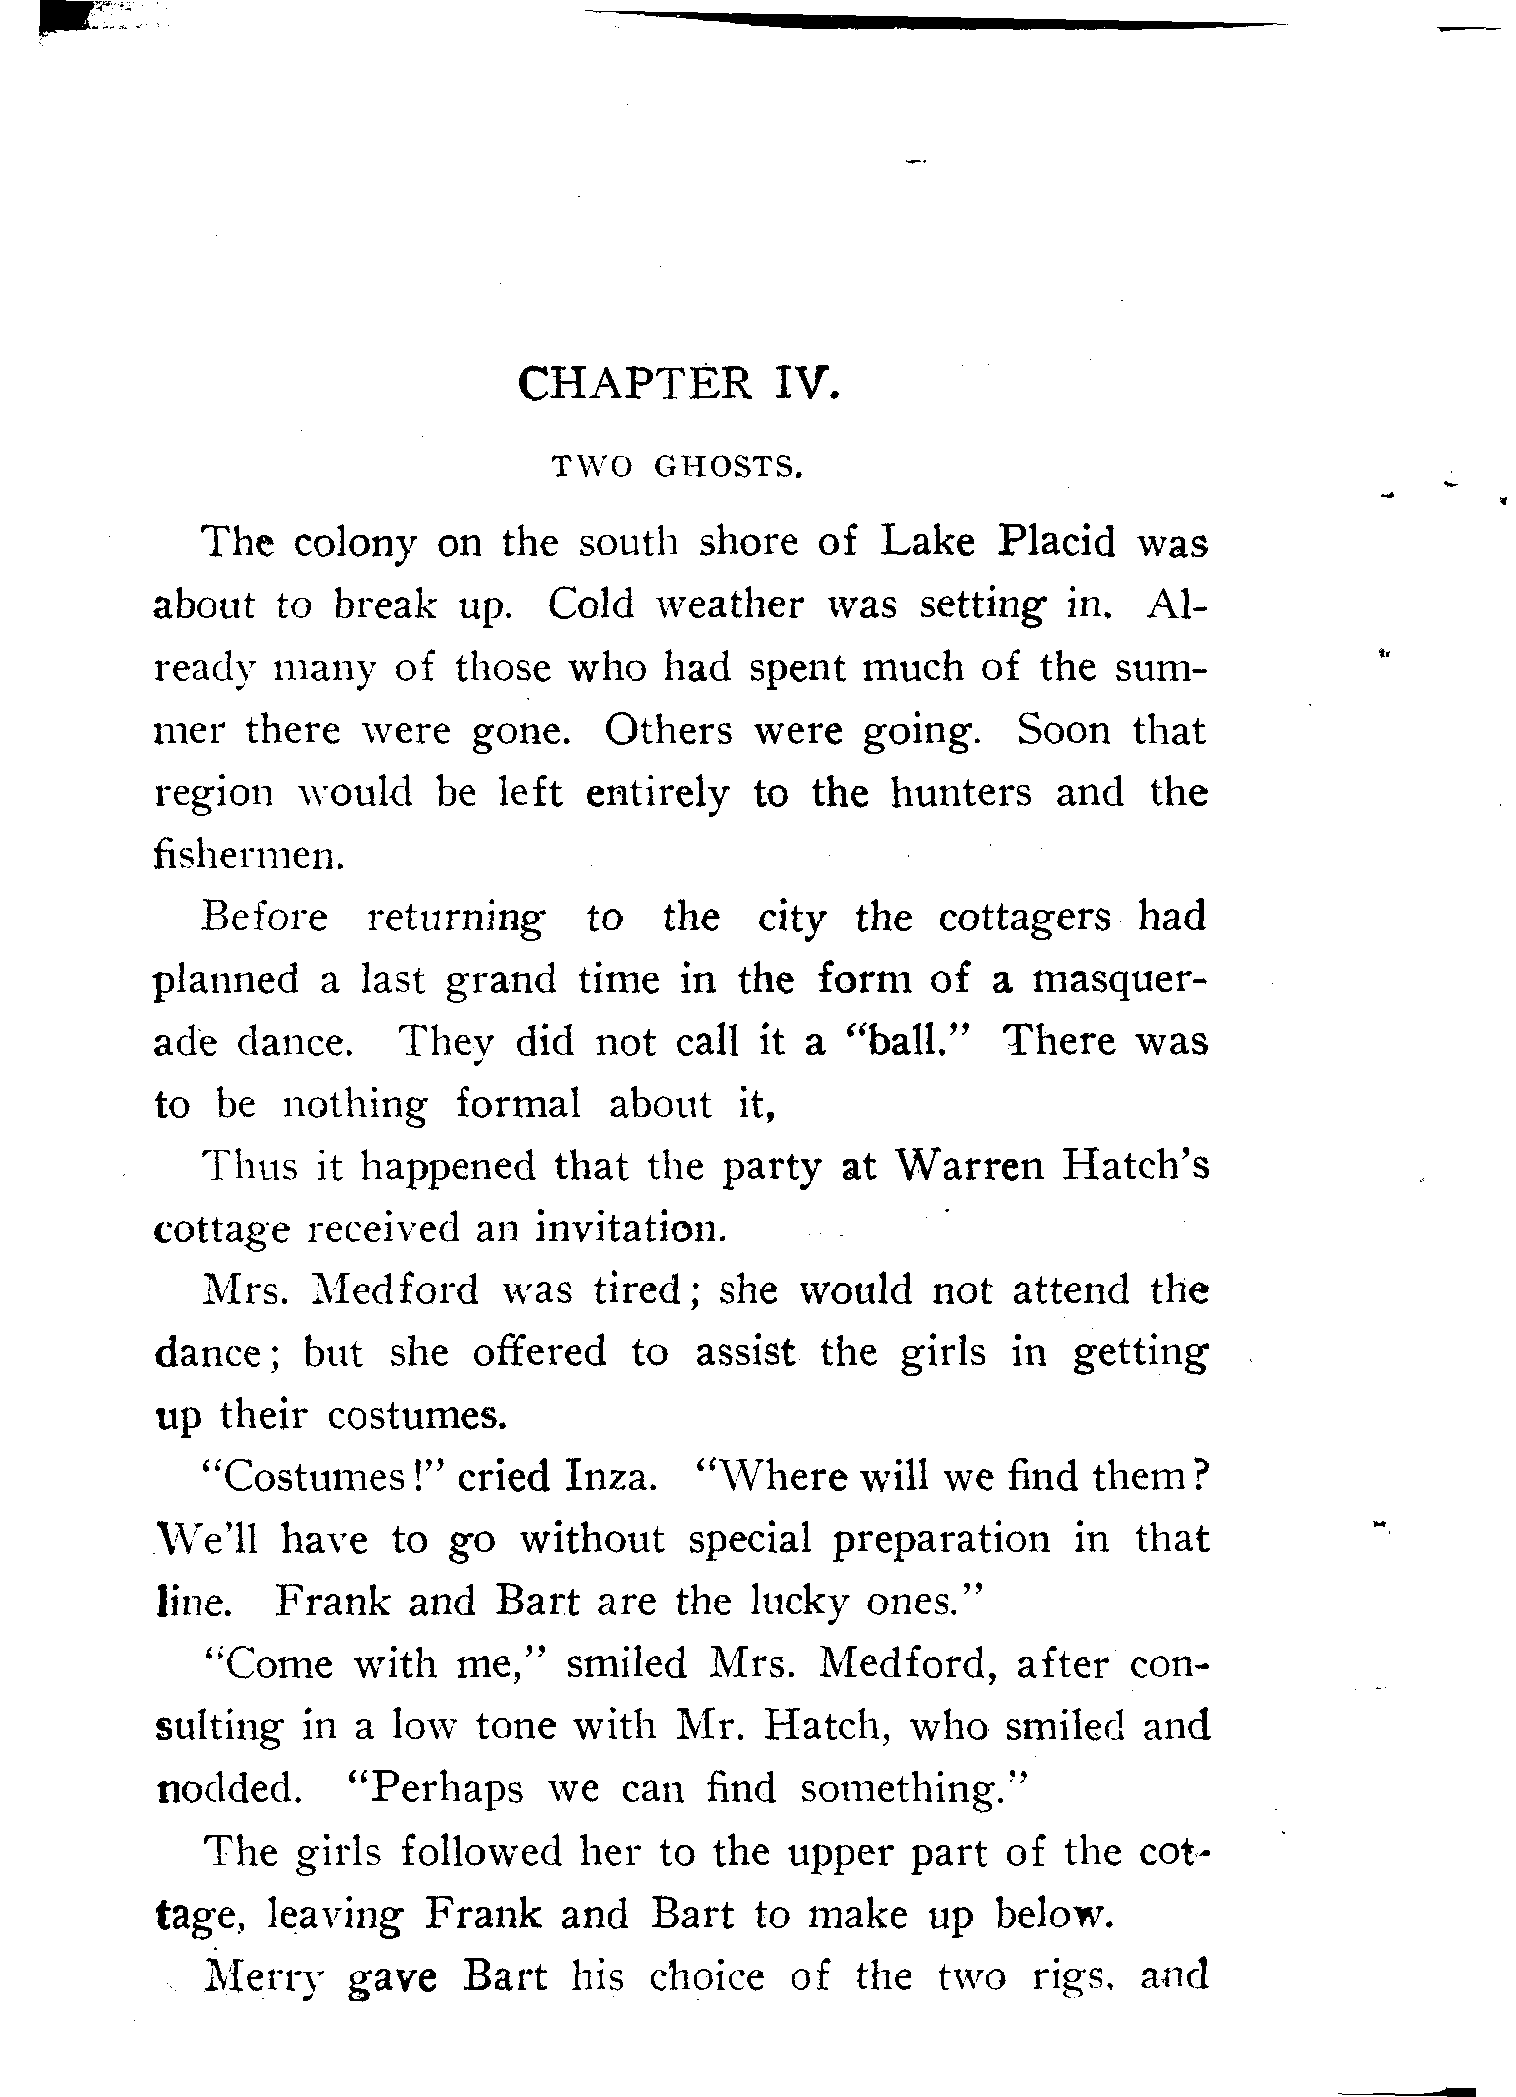 CHAPTER IV.
TWO GHOSTS.
The colony on the south shore of Lake Placid was
about to break up. Cold weather was setting in. Al-
ready many of those who had spent much of the sum-
mer there were gone. Others were going. Soon that
region would be left entirely to the hunters and the
fishermen.
Before returning to the city the cottagers had
planned a last grand time in the form of a masquer-
ade dance. They did not call it a “ball.” There was
to be nothing formal about it,
Thus it happened that the party at Warren Hatch’s
cottage received an invitation.
Mrs. Medford was tired; she would not attend the
dance; but she offered to assist the girls in getting
up their costumes.
“Costumes!” cried Inza. “Where will we find them?
We’ll have to go without special preparation in that
line. Frank and Bart are the lucky ones.”
“Come with me,” smiled Mrs. Medford, after con-
sulting in a low tone with Mr. Hatch, who smiled and
nodded. “Perhaps we can find something.”
The girls followed her to the upper part of the cot-
tage, leaving Frank and Bart to make up below.
Merry gave Bart his choice of the two rigs, and